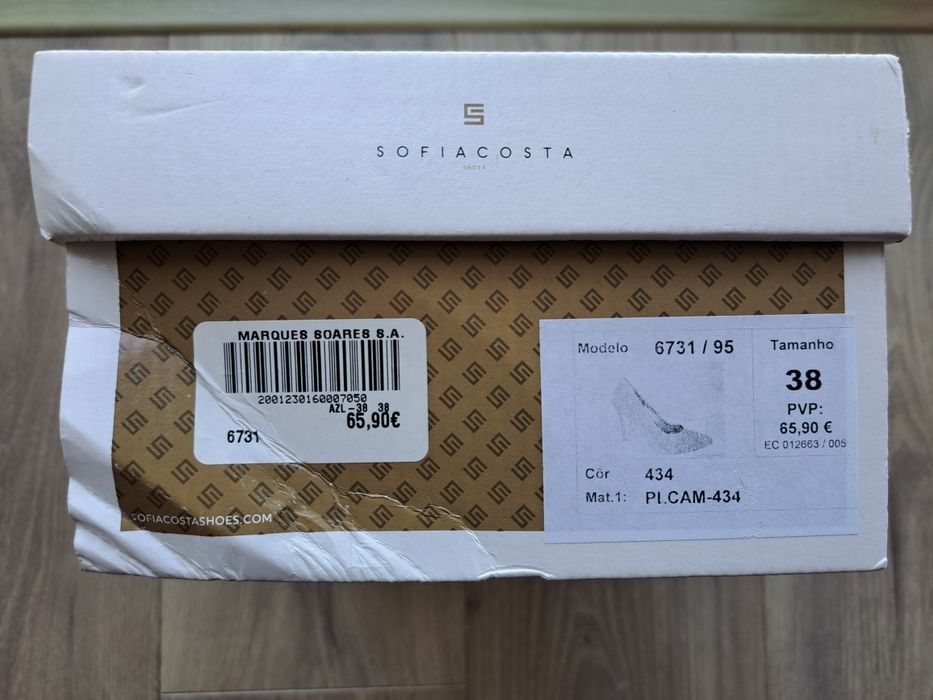 SOFIACOSTA
SHOES
MARQUES SOARES S.A.
2001230160007050
AZL-38 38
65,90€
6731
SOFIACOSTASHOES.COM
Modelo 6731 / 95
Tamanho
38
PVP:
65,90 €
EC 012663 / 005
Côr 434
Mat.1: PI.CAM-434